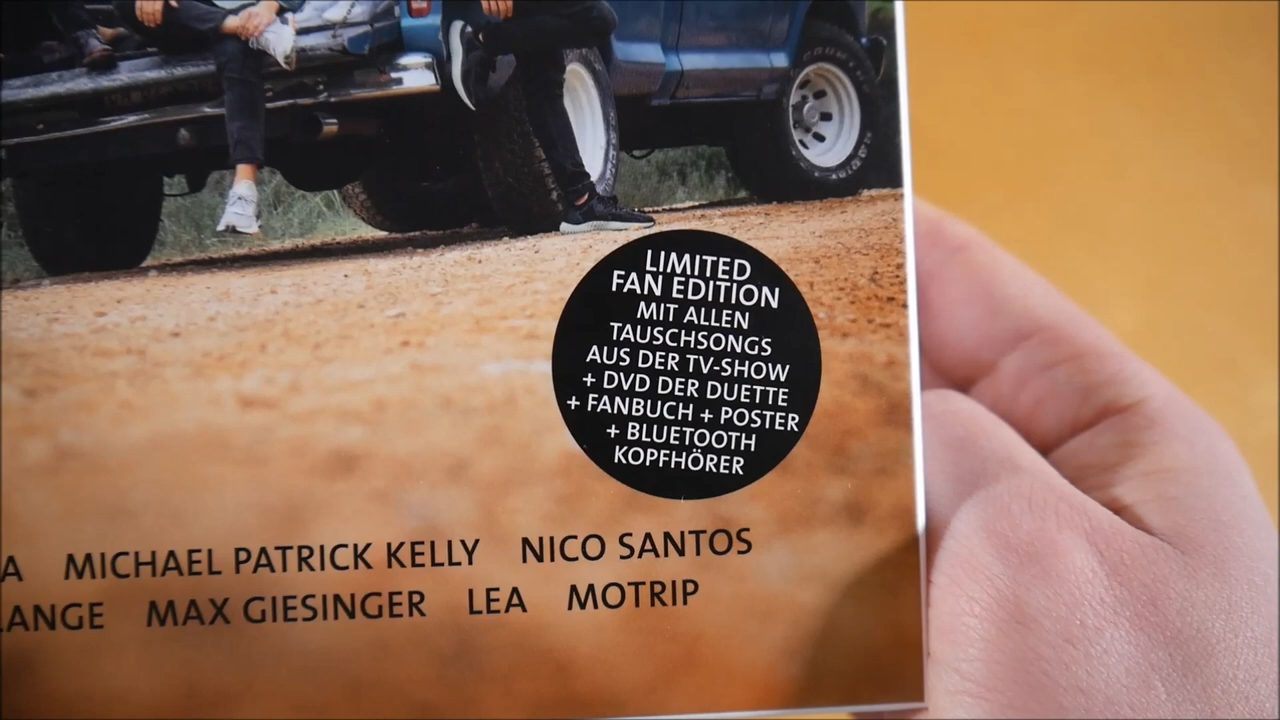 LIMITED
FAN EDITION
MIT ALLEN
TAUSCHSONGS
AUS DER TV-SHOW
+ DVD DER DUETTE
+ FANBUCH + POSTER
+ BLUETOOTH
KOPFHÖRER
A MICHAEL PATRICK KELLY NICO SANTOS
LANGE MAX GIESINGER LEA MOTRIP